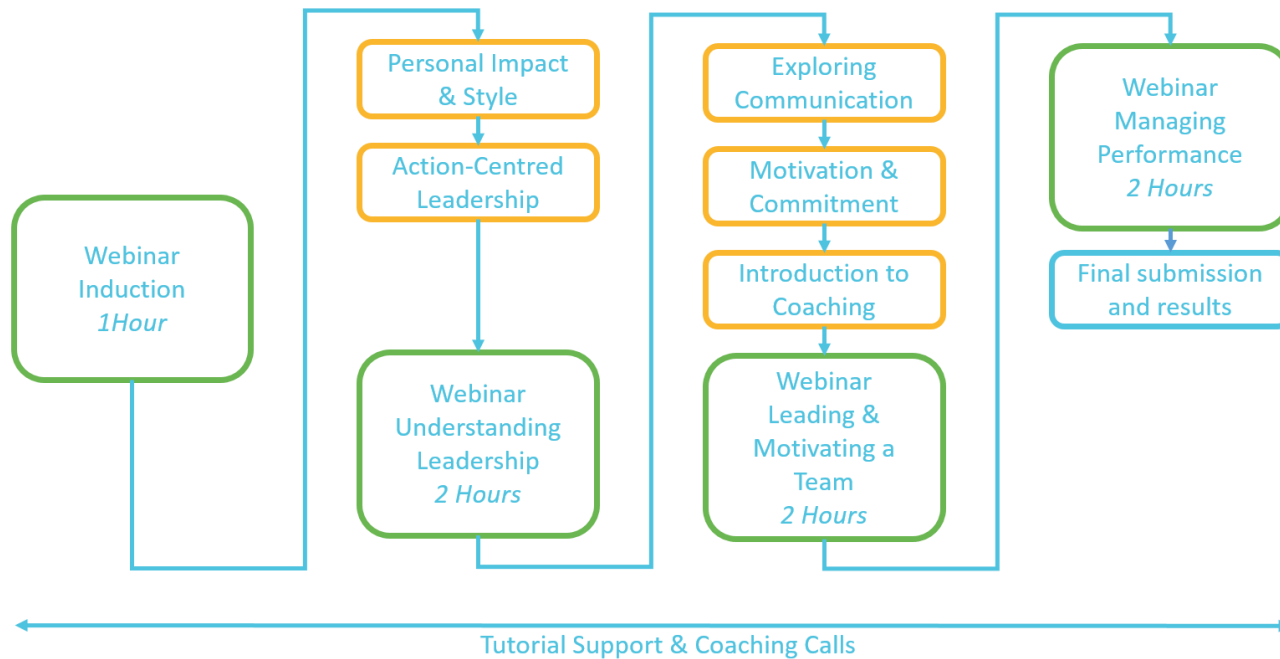 Webinar
Induction
1Hour
Personal Impact
& Style
Action-Centred
Leadership
Webinar
Understanding
Leadership
2 Hours
Exploring
Communication
Motivation &
Commitment
Introduction to
Coaching
Webinar
Leading &
Motivating a
Team
2 Hours
Webinar
Managing
Performance
2 Hours
Final submission
and results
Tutorial Support & Coaching Calls